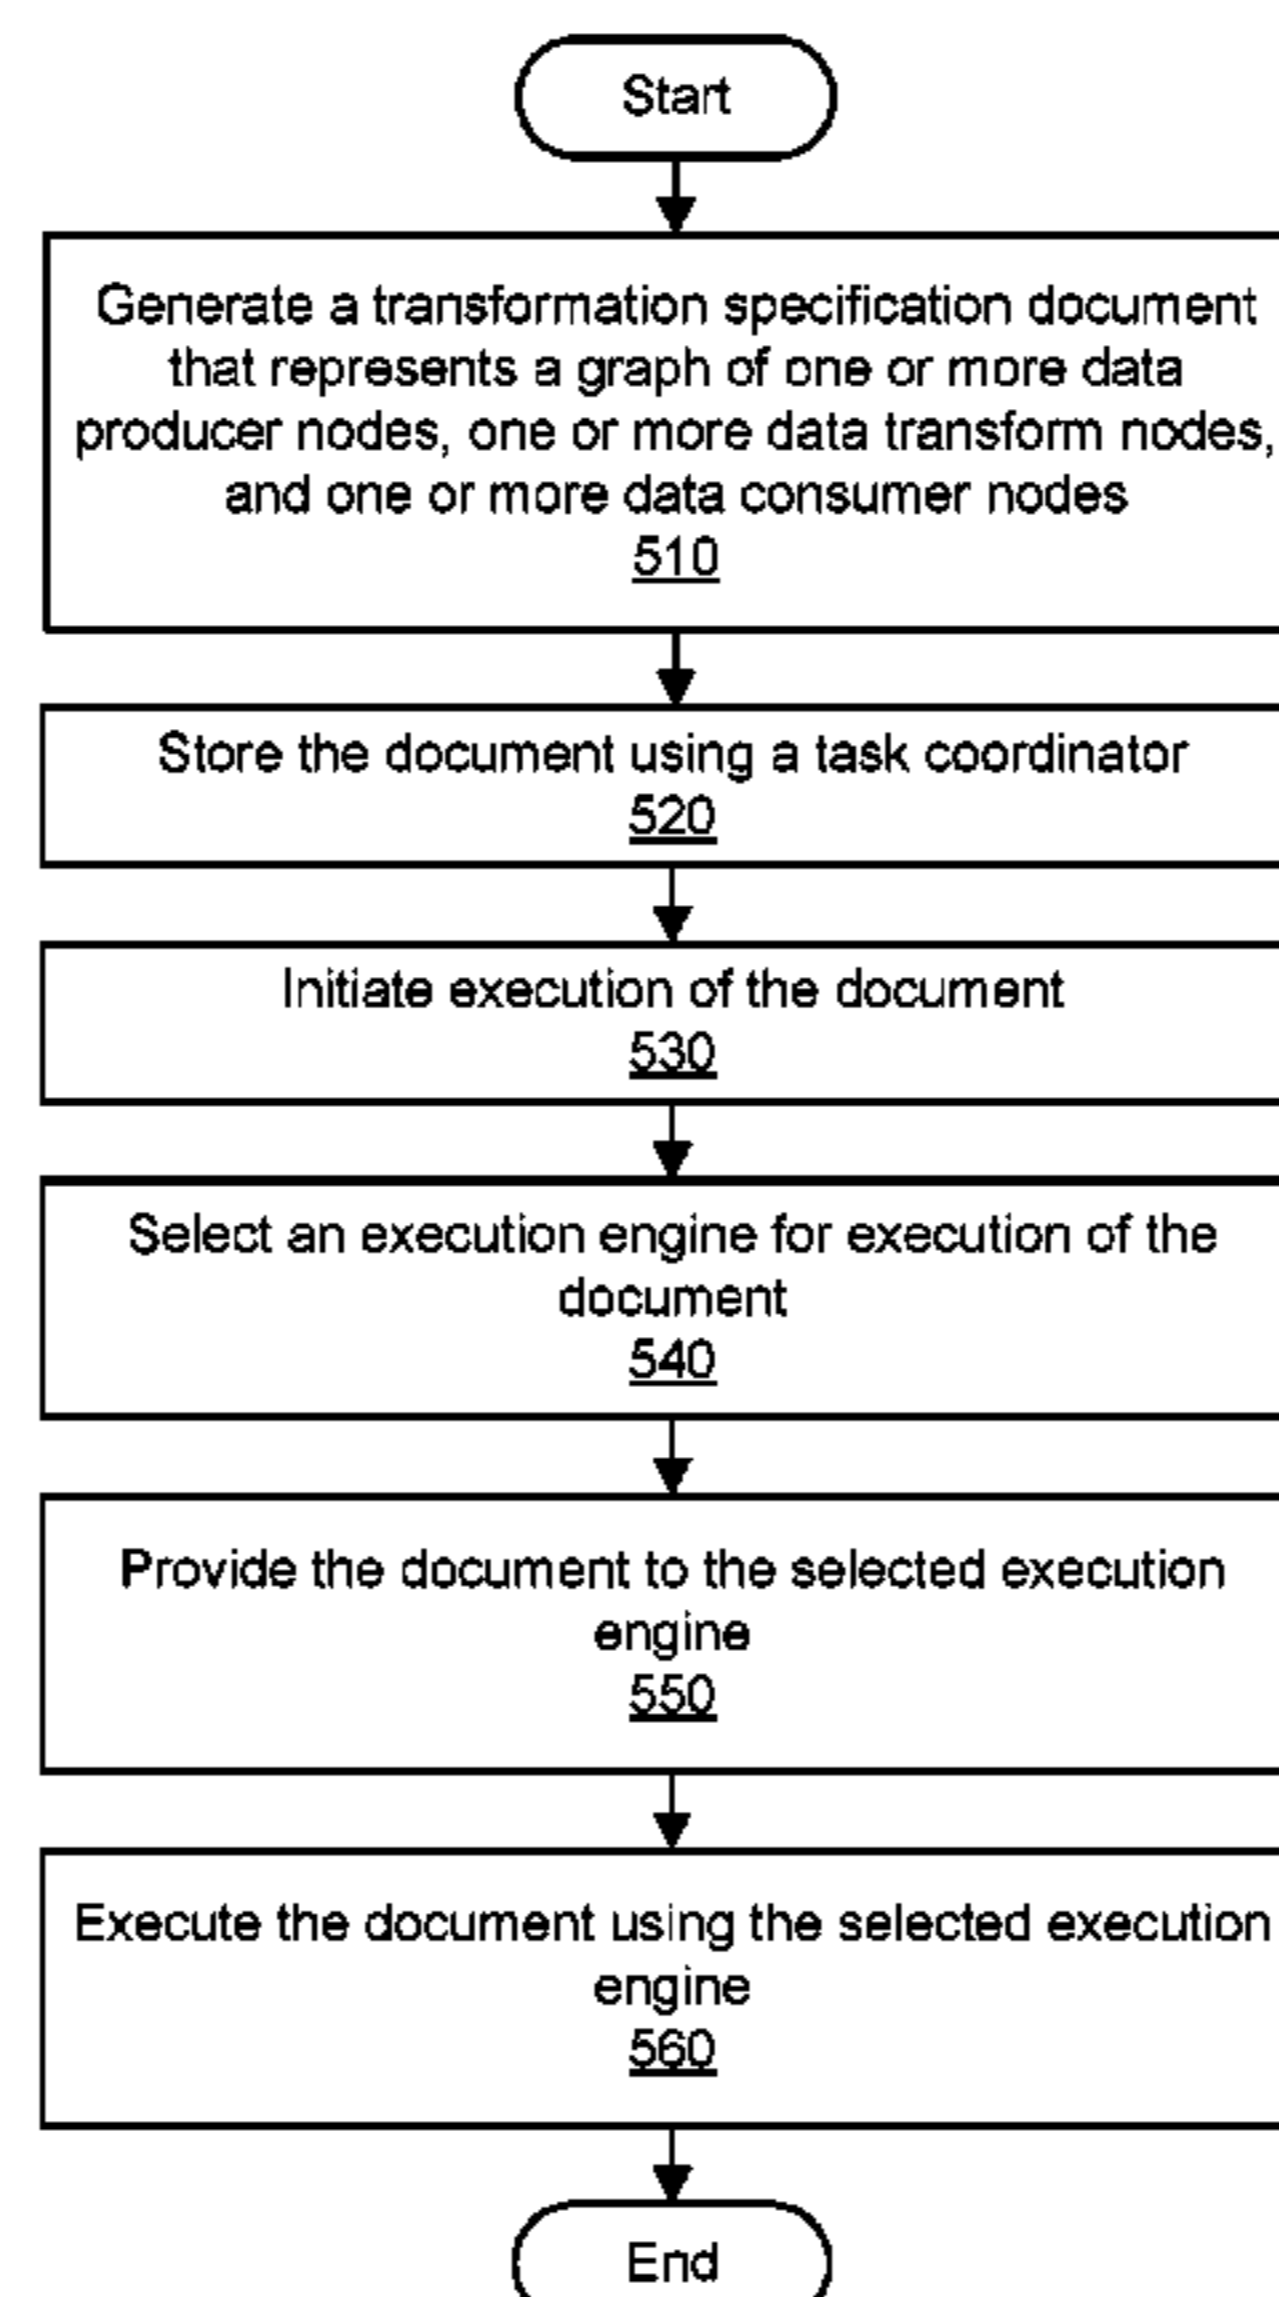 Start
Generate a transformation specification document
that represents a graph of one or more data
producer nodes, one or more data transform nodes,
and one or more data consumer nodes
510
Store the document using a task coordinator
520
Initiate execution of the document
530
Select an execution engine for execution of the
document
540
Provide the document to the selected execution
engine
550
Execute the document using the selected execution
engine
560
End